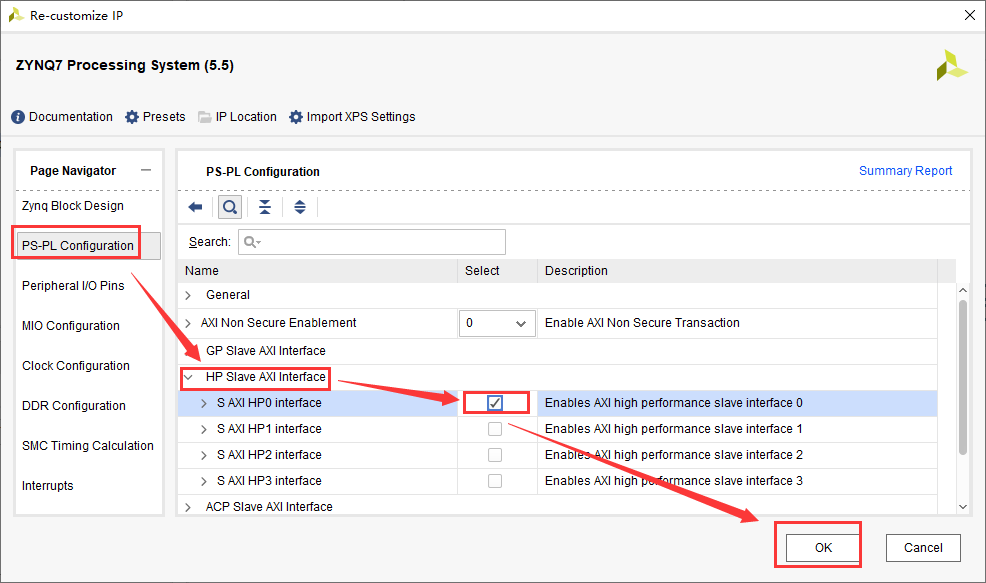 Re-customize IP
ZYNQ7 Processing System (5.5)
Documentation Presets IP Location Import XPS Settings
Page Navigator
Zynq Block Design
PS-PL Configuration
Peripheral I/O Pins
MIO Configuration
Clock Configuration
DDR Configuration
SMC Timing Calculation
Interrupts
PS-PL Configuration Summary Report
Search:
Name Select Description
General
AXI Non Secure Enablement 0 Enable AXI Non Secure Transaction
GP Slave AXI Interface
HP Slave AXI Interface
S AXI HP0 interface Enables AXI high performance slave interface 0
S AXI HP1 interface Enables AXI high performance slave interface 1
S AXI HP2 interface Enables AXI high performance slave interface 2
S AXI HP3 interface Enables AXI high performance slave interface 3
ACP Slave AXI Interface
OK Cancel